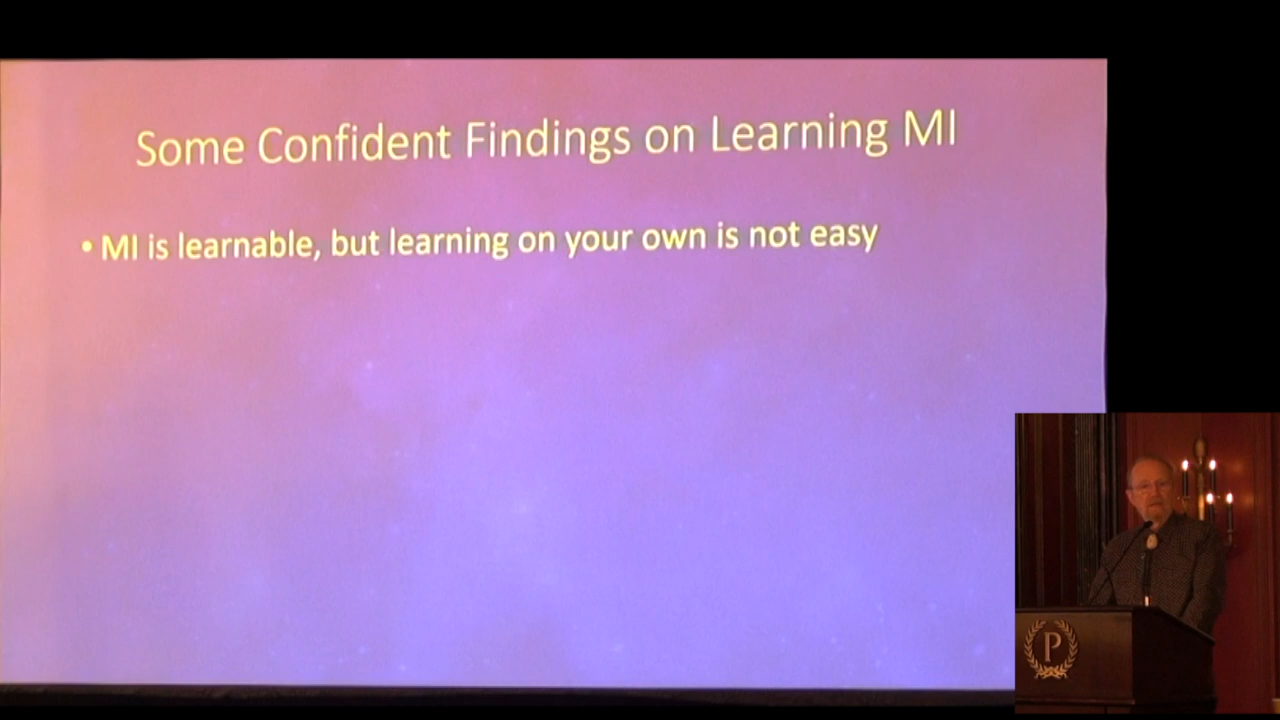 Some Confident Findings on Learning MI
• MI is learnable, but learning on your own is not easy
P